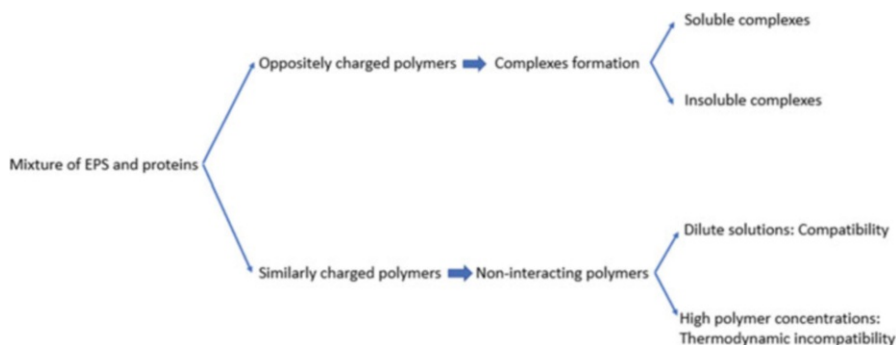 Soluble complexes
Oppositely charged polymers
Complexes formation
Insoluble complexes
Mixture of EPS and proteins
Dilute solutions: Compatibility
Similarly charged polymers
Non-interacting polymers
High polymer concentrations:
Thermodynamic incompatibility